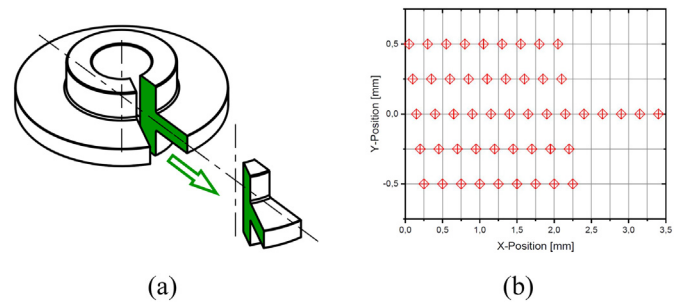 0,5
0,0
-0,5
Y-Position [mm]
0,0 0,5 1,0 1,5 2,0 2,5 3,0 3,5
X-Position [mm]
(a) (b)